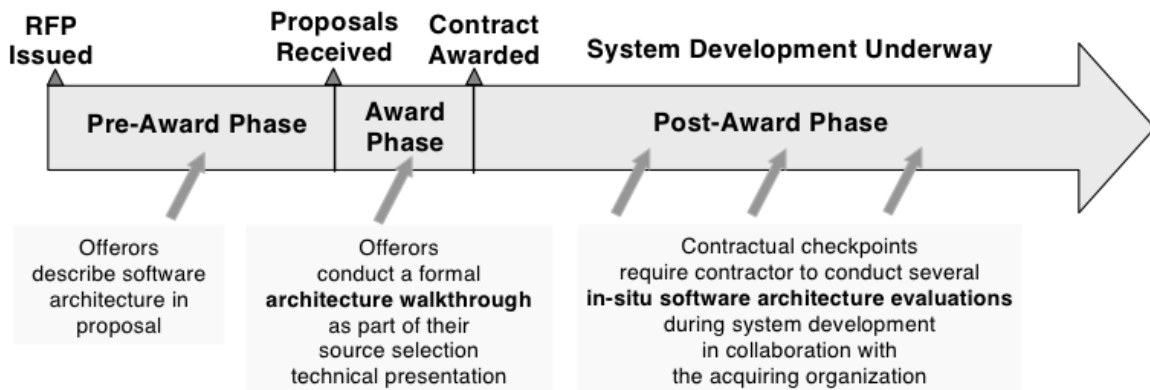 RFP
Issued
Proposals
Received
Contract
Awarded
System Development Underway
Pre-Award Phase
Award
Phase
Post-Award Phase
Offerors
describe software
architecture in
proposal
Offerors
conduct a formal
architecture walkthrough
as part of their
source selection
technical presentation
Contractual checkpoints
require contractor to conduct several
in-situ software architecture evaluations
during system development
in collaboration with
the acquiring organization